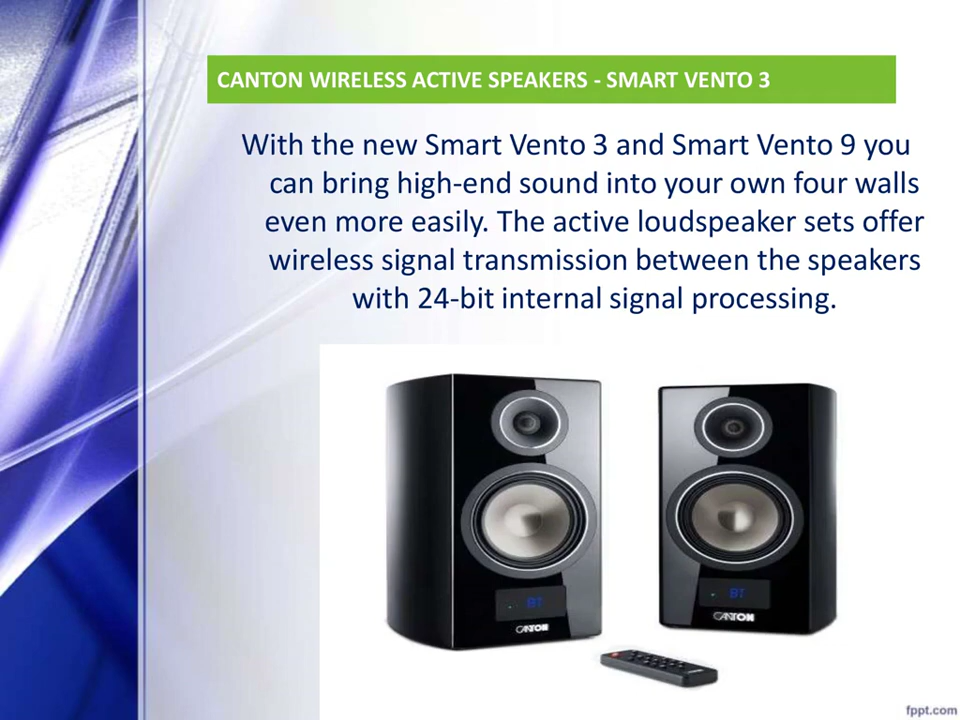 CANTON WIRELESS ACTIVE SPEAKERS - SMART VENTO 3
With the new Smart Vento 3 and Smart Vento 9 you
can bring high-end sound into your own four walls
even more easily. The active loudspeaker sets offer
wireless signal transmission between the speakers
with 24-bit internal signal processing.
BT
BT
CANTON
CANTON
fppt.com